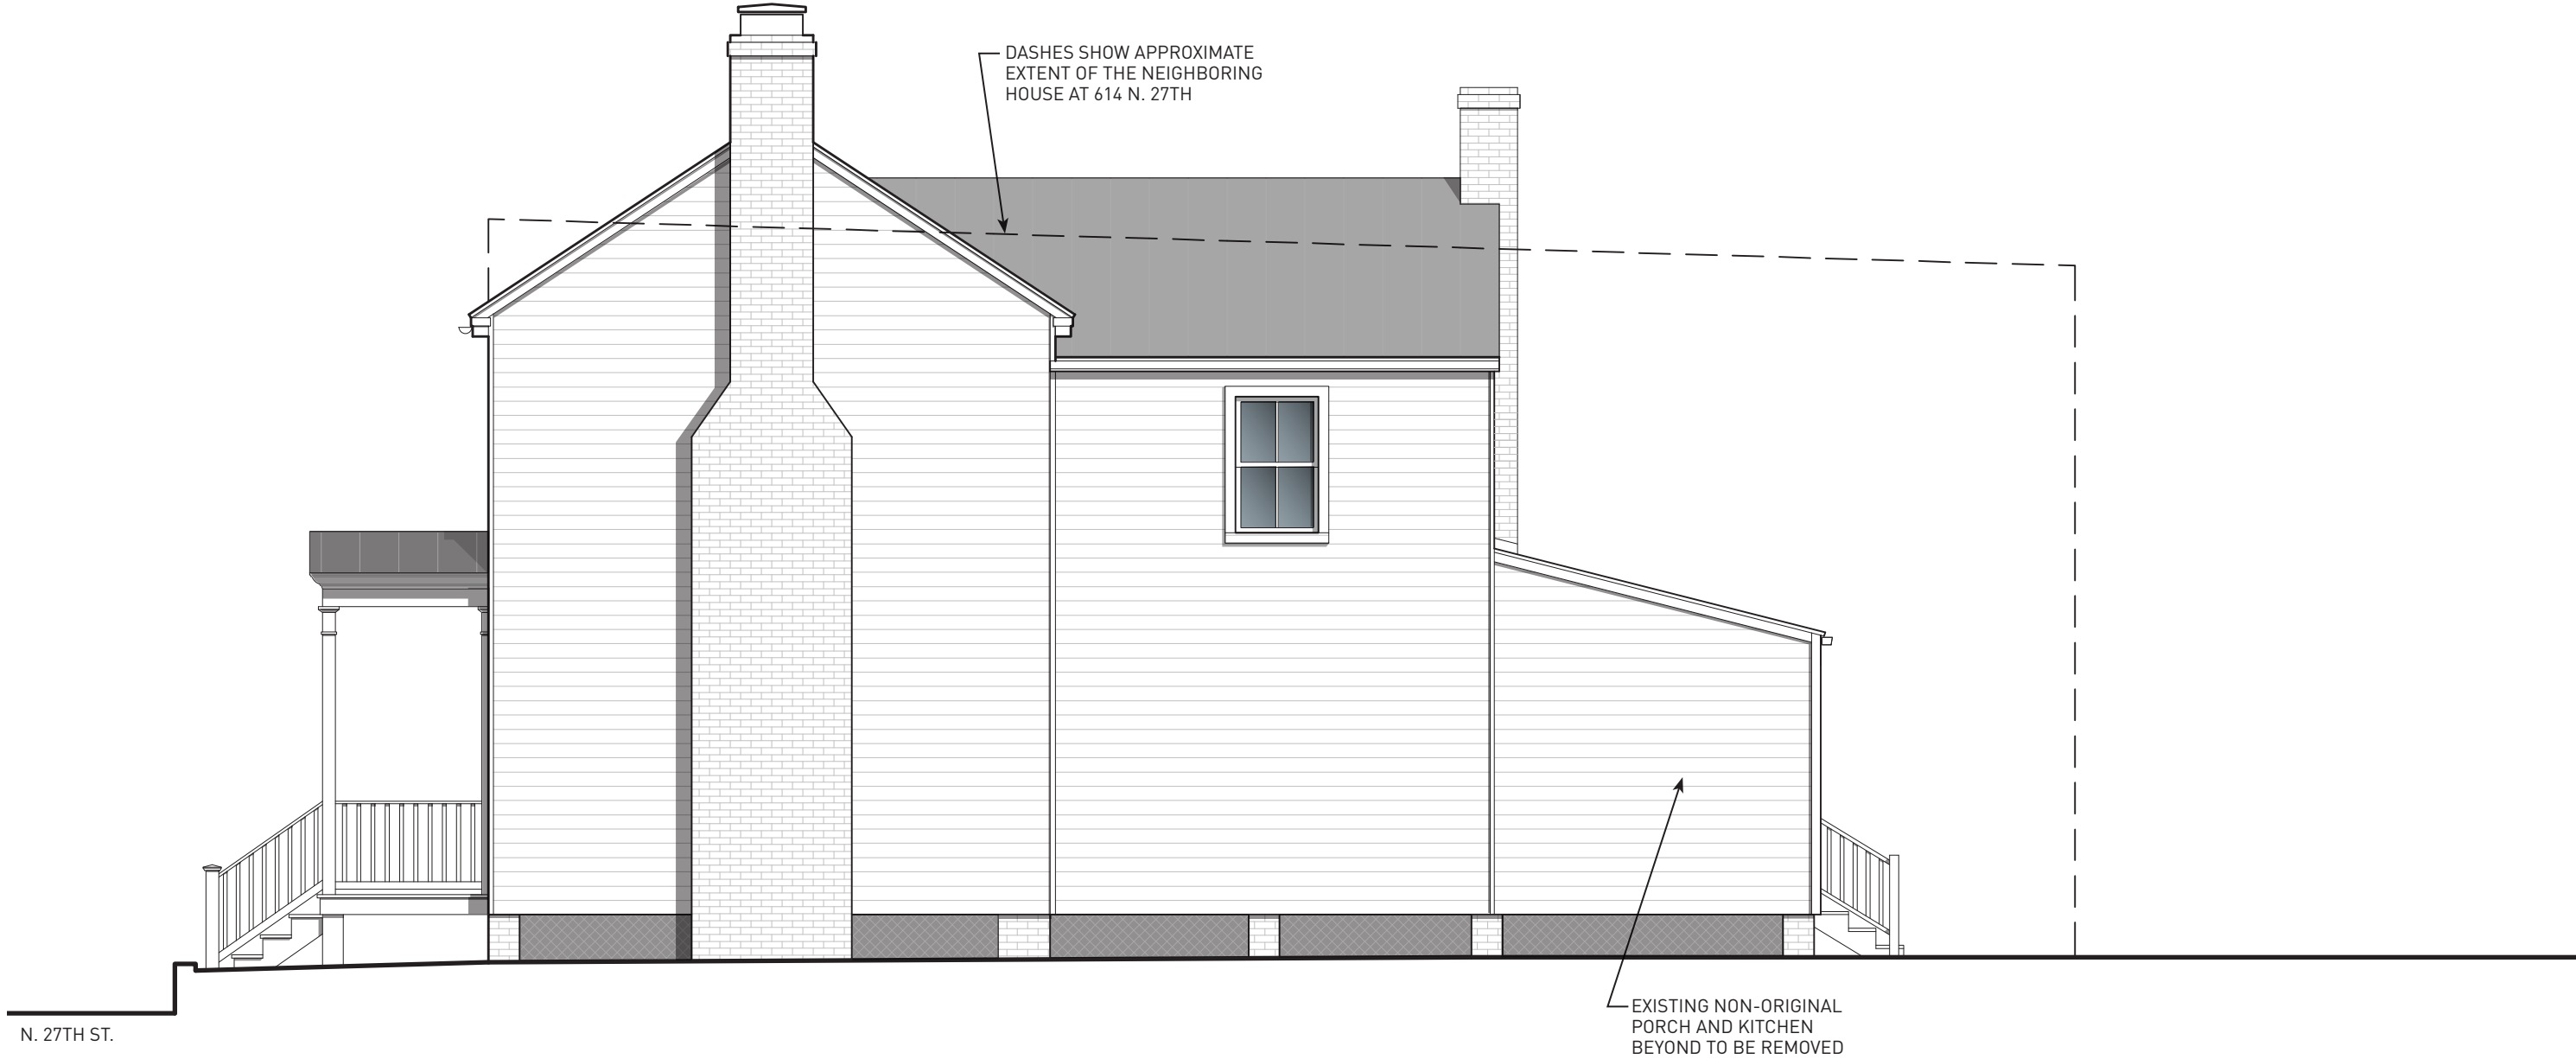 DASHES SHOW APPROXIMATE
EXTENT OF THE NEIGHBORING
HOUSE AT 614 N. 27TH
EXISTING NON-ORIGINAL
PORCH AND KITCHEN
BEYOND TO BE REMOVED
N. 27TH ST.